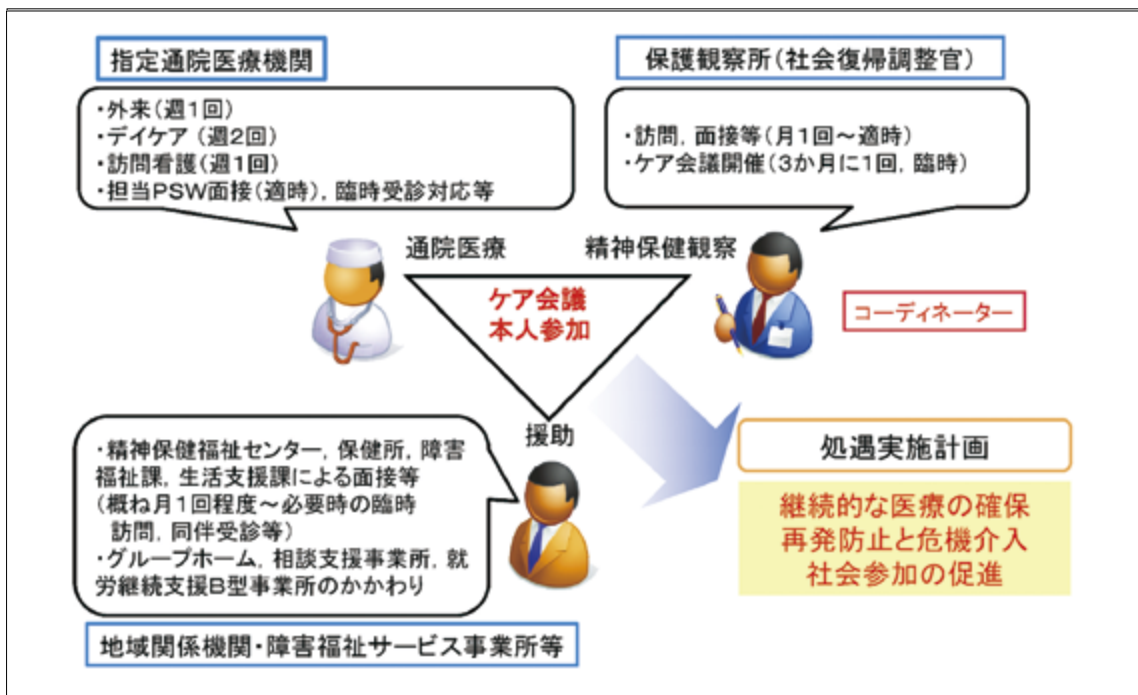 指定通院医療機関
・外来(週1回)
・デイケア (週2回)
・訪問看護(週1回)
・担当PSW面接(適時), 臨時受診対応等
保護観察所(社会復帰調整官)
・訪問, 面接等(月1回～適時)
・ケア会議開催(3か月に1回, 臨時)
通院医療
精神保健観察
ケア会議
本人参加
コーディネーター
援助
・精神保健福祉センター, 保健所, 障害
福祉課, 生活支援課による面接等
(概ね月1回程度～必要時の臨時
訪問, 同伴受診等)
・グループホーム, 相談支援事業所, 就
労継続支援B型事業所のかかわり
地域関係機関・障害福祉サービス事業所等
処遇実施計画
継続的な医療の確保
再発防止と危機介入
社会参加の促進